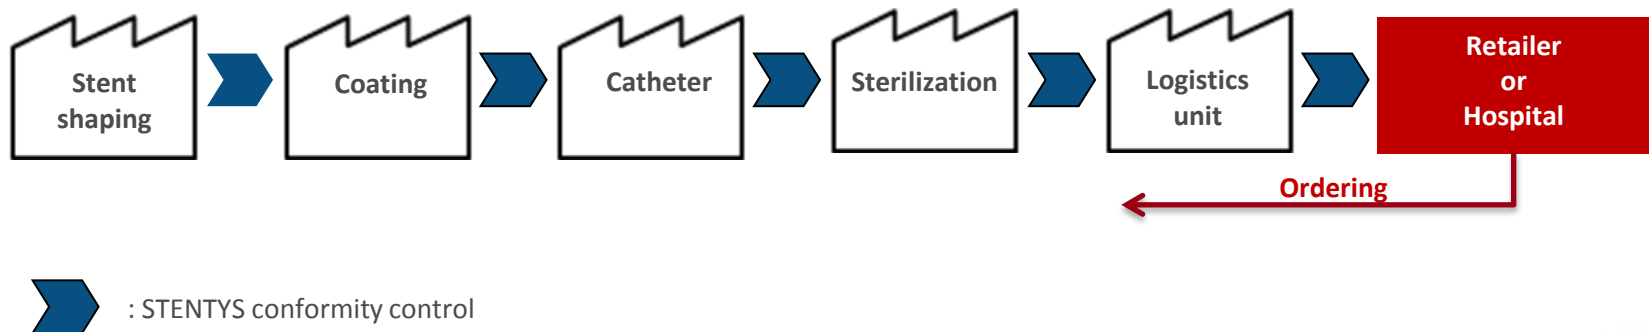 Stent
shaping
Coating
Catheter
Sterilization
Logistics
unit
Retailer
or
Hospital
Ordering
: STENTYS conformity control